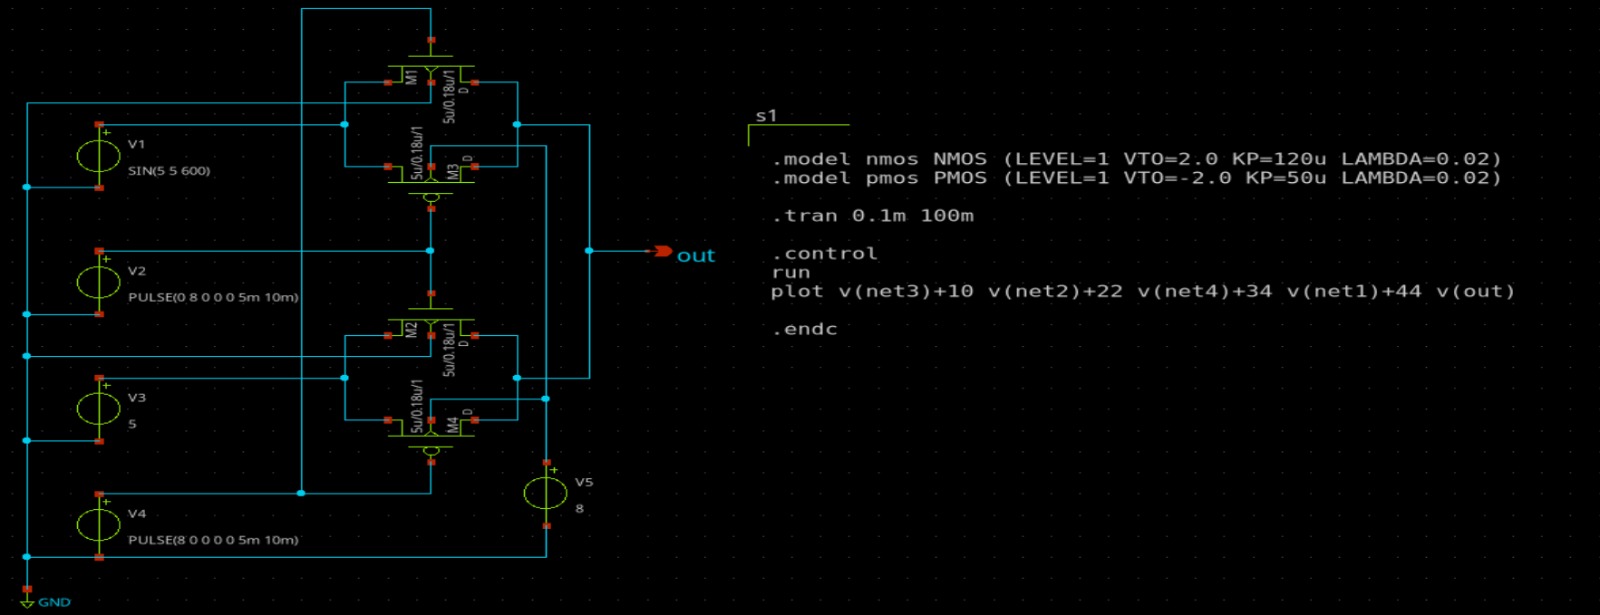 M1
5u/0.18u/1
D
V1
SIN(5 5 600)
5u/0.18u/1
M3
D
s1
.model nmos NMOS (LEVEL=1 VTO=2.0 KP=120u LAMBDA=0.02)
.model pmos PMOS (LEVEL=1 VTO=-2.0 KP=50u LAMBDA=0.02)
.tran 0.1m 100m
.control
run
plot v(net3)+10 v(net2)+22 v(net4)+34 v(net1)+44 v(out)
.endc
out
V2
PULSE(0 8 0 0 0 5m 10m)
M2
5u/0.18u/1
D
V3
5
5u/0.18u/1
M4
D
V5
8
V4
PULSE(8 0 0 0 0 5m 10m)
GND